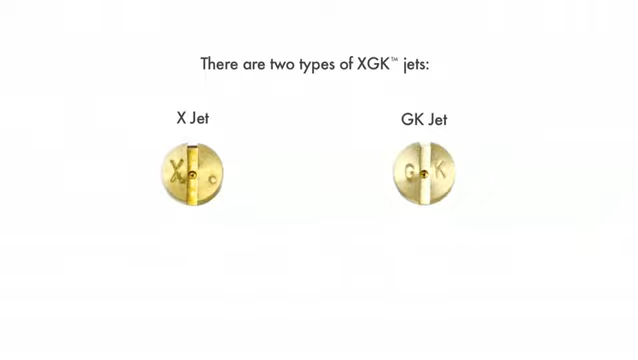 There are two types of XGK™ jets:
X Jet
GK Jet
X
G K